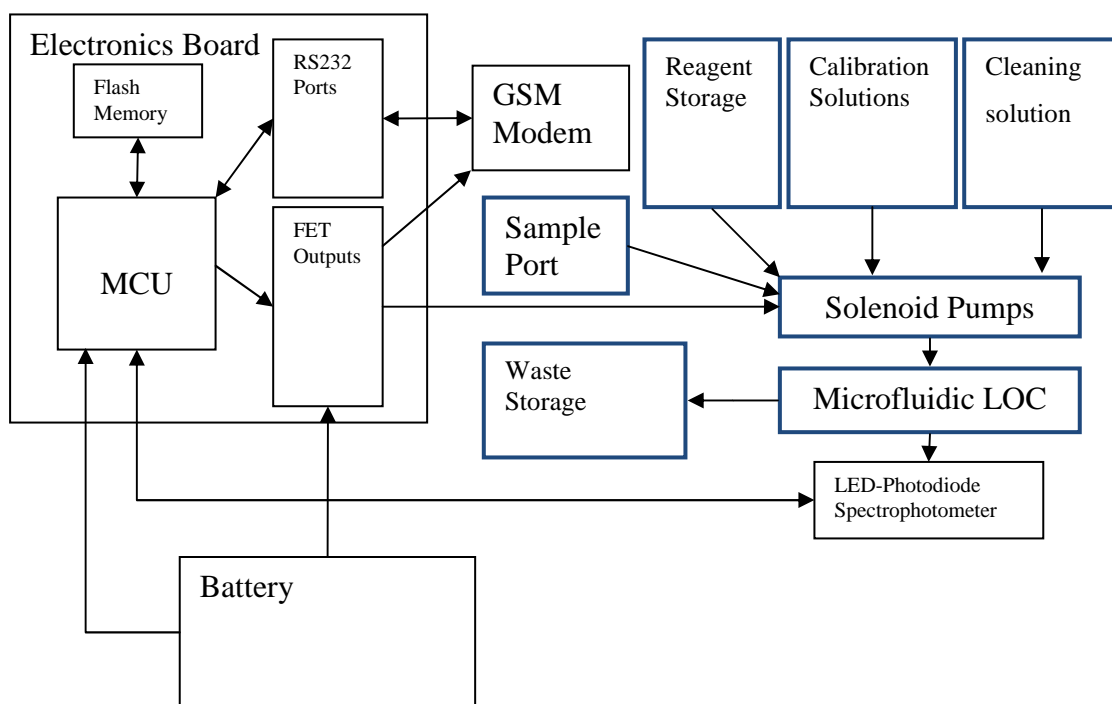 Electronics Board
Flash
Memory
RS232
Ports
MCU
FET
Outputs
GSM
Modem
Reagent
Storage
Calibration
Solutions
Cleaning
solution
Sample
Port
Solenoid Pumps
Waste
Storage
Microfluidic LOC
LED-Photodiode
Spectrophotometer
Battery